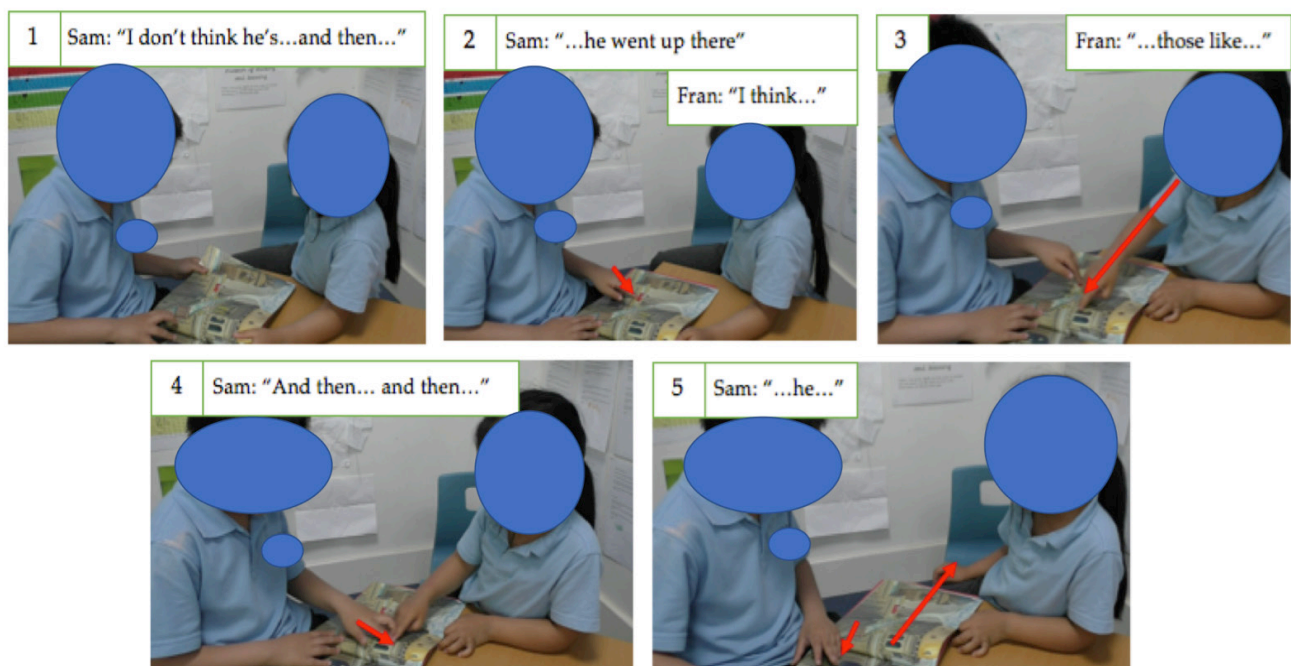 1 Sam: "I don't think he's...and then..."
2 Sam: "...he went up there"
Fran: "I think..."
3 Fran: "...those like..."
4 Sam: "And then... and then..."
5 Sam: "...he..."